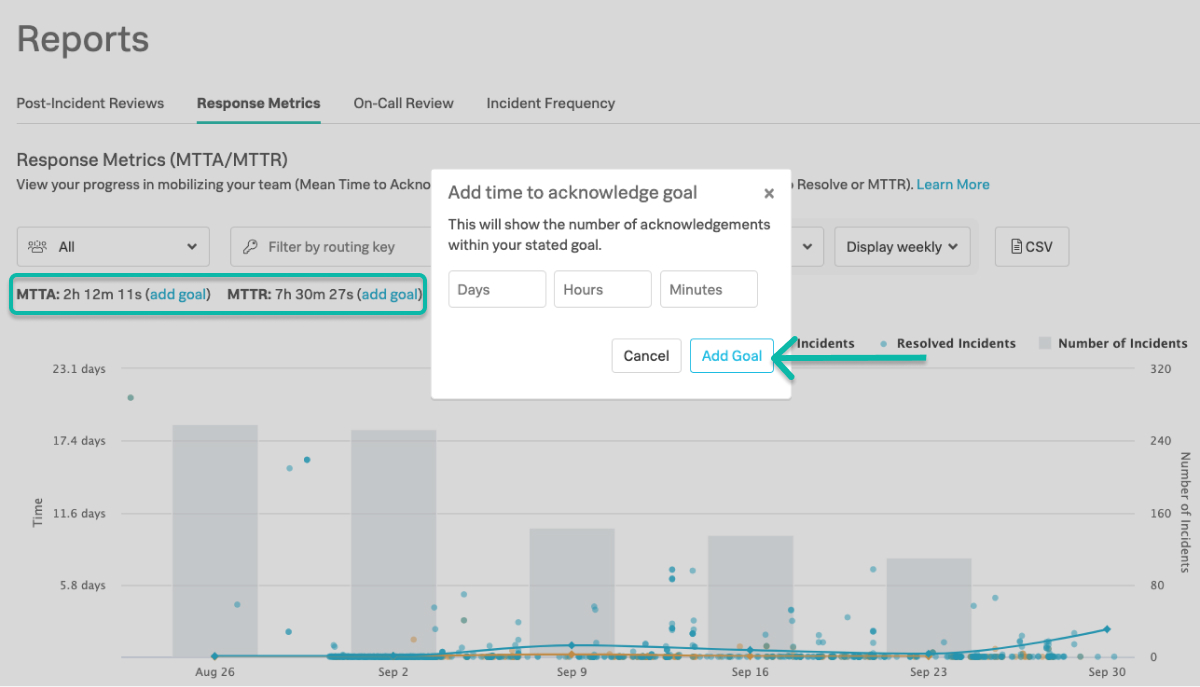 Reports
Post-Incident Reviews Response Metrics On-Call Review Incident Frequency
Response Metrics (MTTA/MTTR)
View your progress in mobilizing your team (Mean Time to Ackno
Resolve or MTTR). Learn More
All
Filter by routing key
Display weekly
CSV
MTTA: 2h 12m 11s (add goal) MTTR: 7h 30m 27s (add goal)
Add time to acknowledge goal
×
This will show the number of acknowledgements
within your stated goal.
Days Hours Minutes
Cancel Add Goal
Incidents Resolved Incidents Number of Incidents
23.1 days 320
17.4 days 240
11.6 days 160
5.8 days 80
0
Time
Number of Incidents
Aug 26 Sep 2 Sep 9 Sep 16 Sep 23 Sep 30